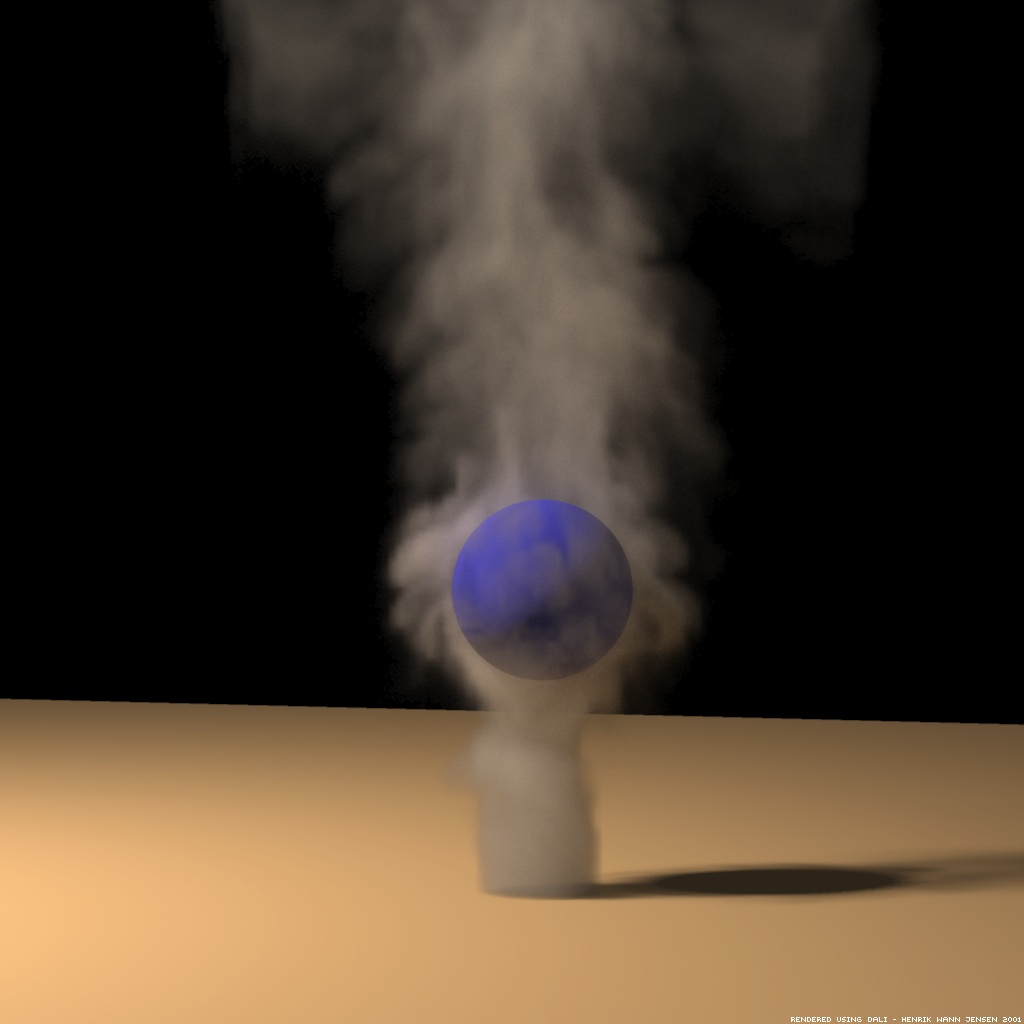 RENDERED USING DALI - HENRIK WANN JENSEN 2001